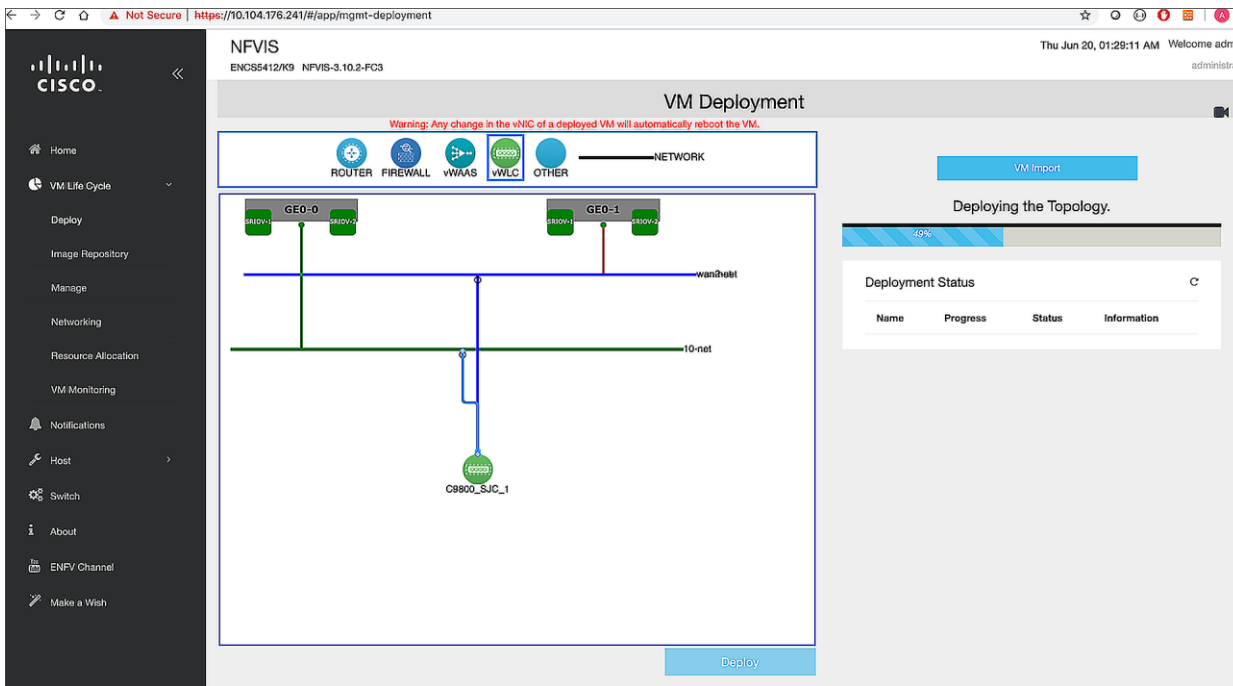 Not Secure | https://10.104.176.241/#/app/mgmt-deployment
CISCO
Home
VM Life Cycle
Deploy
Image Repository
Manage
Networking
Resource Allocation
VM Monitoring
Notifications
Host
Switch
About
ENFV Channel
Make a Wish
NFVIS
ENCS5412/K9 NFVIS-3.10.2-FC3
Thu Jun 20, 01:29:11 AM Welcome adm
administra
VM Deployment
Warning: Any change in the vNIC of a deployed VM will automatically reboot the VM.
ROUTER FIREWALL vWAAS vWLC OTHER NETWORK
GE0-0
SRIOV-1 SRIOV-2
GE0-1
SRIOV-1 SRIOV-2
10-net
C9800_SJC_1
Deploy
VM Import
Deploying the Topology.
49%
Deployment Status
Name Progress Status Information